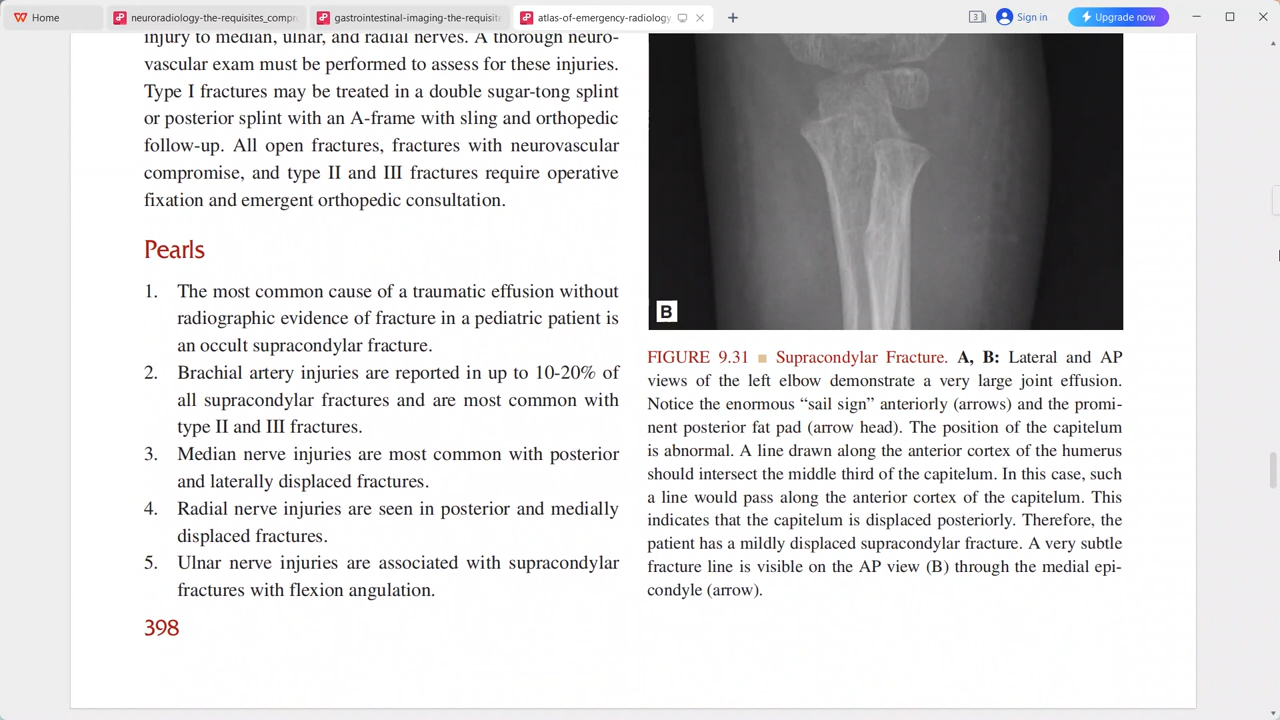 Home
neuroradiology-the-requisites_compr
gastrointestinal-imaging-the-requisite
atlas-of-emergency-radiology
3
Sign in
Upgrade now
injury to median, ulnar, and radial nerves. A thorough neuro-
vascular exam must be performed to assess for these injuries.
Type I fractures may be treated in a double sugar-tong splint
or posterior splint with an A-frame with sling and orthopedic
follow-up. All open fractures, fractures with neurovascular
compromise, and type II and III fractures require operative
fixation and emergent orthopedic consultation.
Pearls
1. The most common cause of a traumatic effusion without
radiographic evidence of fracture in a pediatric patient is
an occult supracondylar fracture.
2. Brachial artery injuries are reported in up to 10-20% of
all supracondylar fractures and are most common with
type II and III fractures.
3. Median nerve injuries are most common with posterior
and laterally displaced fractures.
4. Radial nerve injuries are seen in posterior and medially
displaced fractures.
5. Ulnar nerve injuries are associated with supracondylar
fractures with flexion angulation.
398
B
FIGURE 9.31 ■ Supracondylar Fracture. A, B: Lateral and AP
views of the left elbow demonstrate a very large joint effusion.
Notice the enormous “sail sign” anteriorly (arrows) and the promi-
nent posterior fat pad (arrow head). The position of the capitelum
is abnormal. A line drawn along the anterior cortex of the humerus
should intersect the middle third of the capitelum. In this case, such
a line would pass along the anterior cortex of the capitelum. This
indicates that the capitelum is displaced posteriorly. Therefore, the
patient has a mildly displaced supracondylar fracture. A very subtle
fracture line is visible on the AP view (B) through the medial epi-
condyle (arrow).